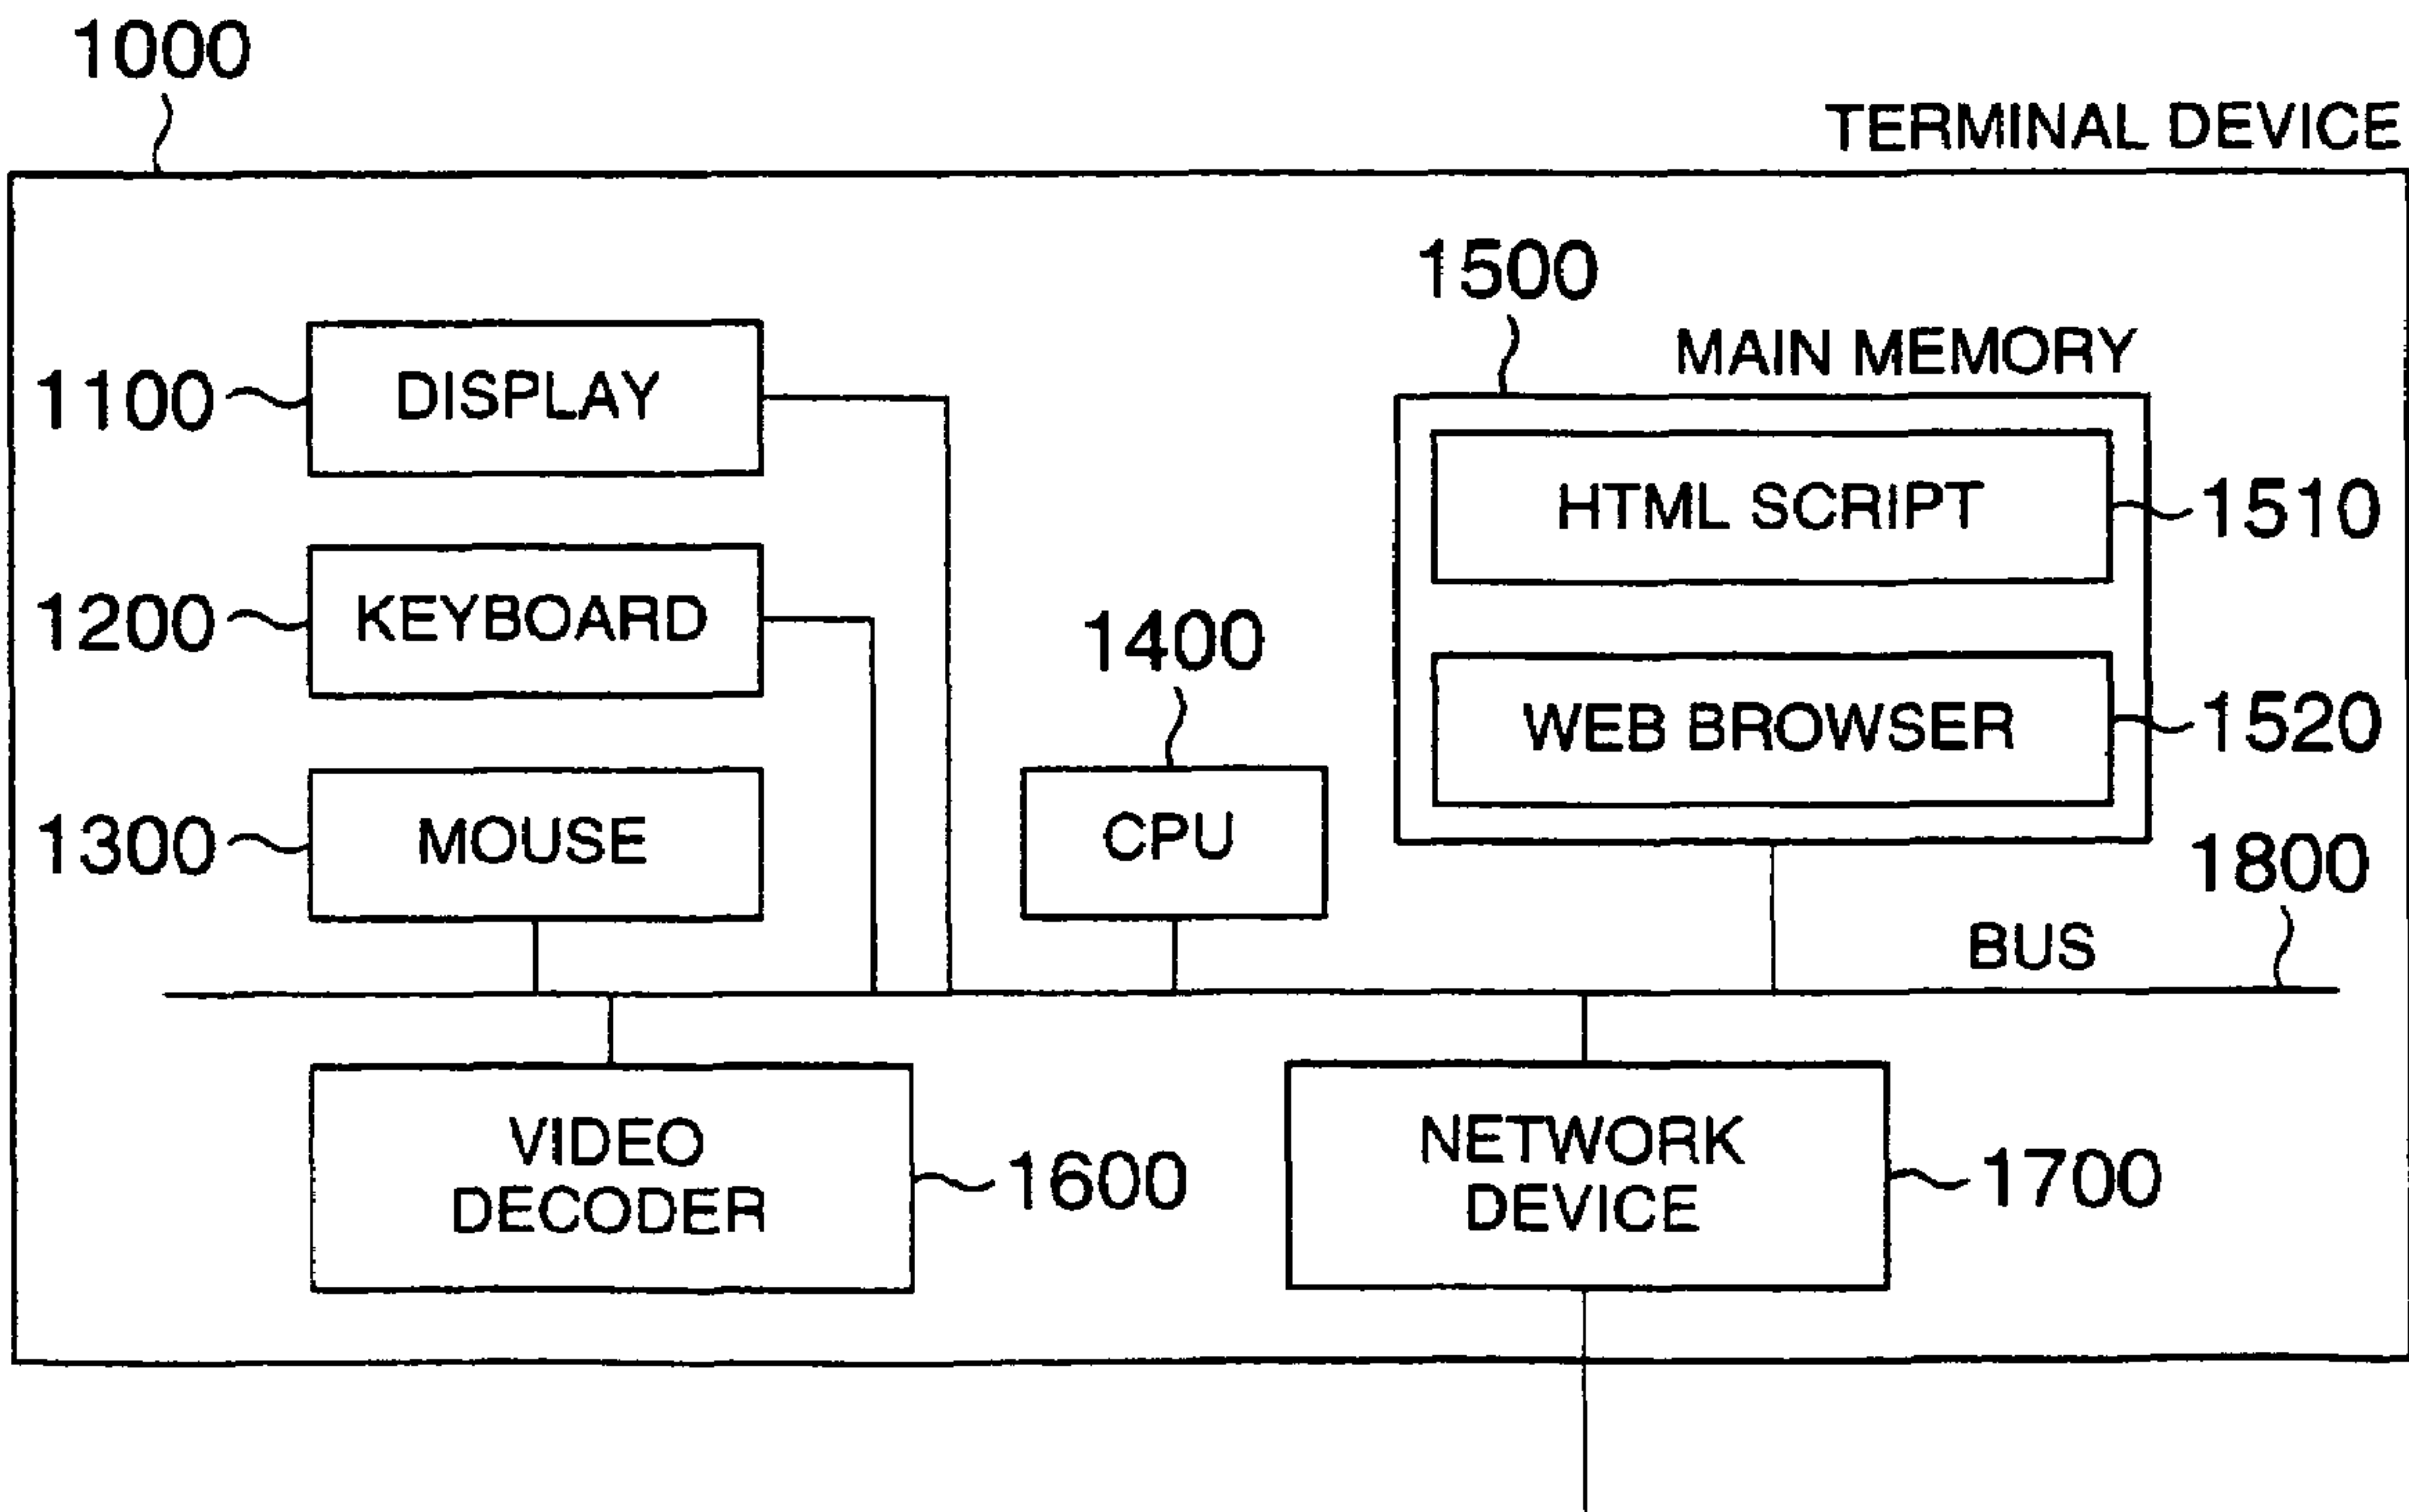 1000
TERMINAL DEVICE
1500
MAIN MEMORY
1100 DISPLAY
HTML SCRIPT 1510
1200 KEYBOARD
1400
WEB BROWSER 1520
1300 MOUSE
CPU
1800
BUS
VIDEO
DECODER
1600
NETWORK
DEVICE
1700